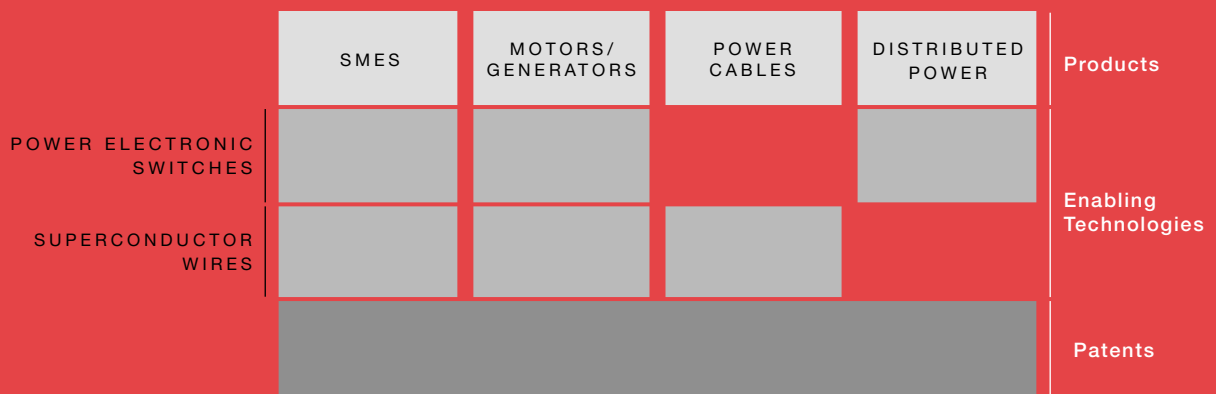 SMES
MOTORS/
GENERATORS
POWER
CABLES
DISTRIBUTED
POWER
Products
POWER ELECTRONIC
SWITCHES
SUPERCONDUCTOR
WIRES
Enabling
Technologies
Patents